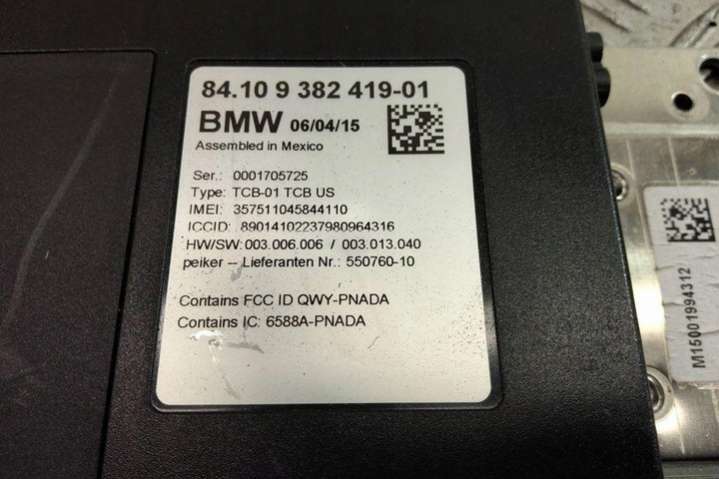 84.10 9 382 419-01
BMW 06/04/15
Assembled in Mexico
Ser.: 0001705725
Type: TCB-01 TCB US
IMEI: 357511045844110
ICCID: 89014102237980964316
HW/SW: 003.006.006 / 003.013.040
peiker -- Lieferanten Nr.: 550760-10
Contains FCC ID QWY-PNADA
Contains IC: 6588A-PNADA
M15001994312